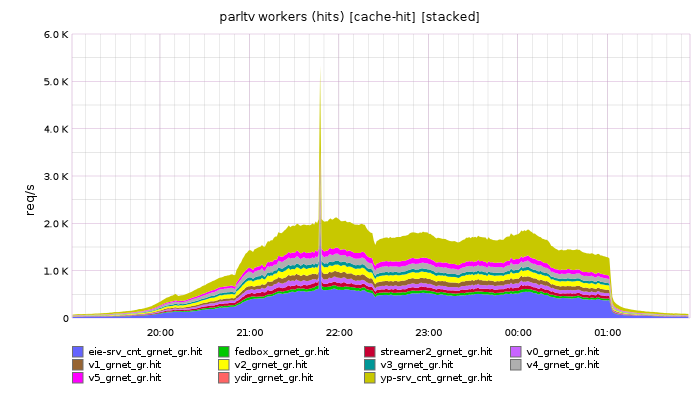 parltv workers (hits) [cache-hit] [stacked]
6.0 K
5.0 K
4.0 K
3.0 K
2.0 K
1.0 K
0
req/s
20:00 21:00 22:00 23:00 00:00 01:00
eie-srv_cnt_grnet_gr.hit fedbox_grnet_gr.hit streamer2_grnet_gr.hit v0_grnet_gr.hit
v1_grnet_gr.hit v2_grnet_gr.hit v3_grnet_gr.hit v4_grnet_gr.hit
v5_grnet_gr.hit ydir_grnet_gr.hit yp-srv_cnt_grnet_gr.hit